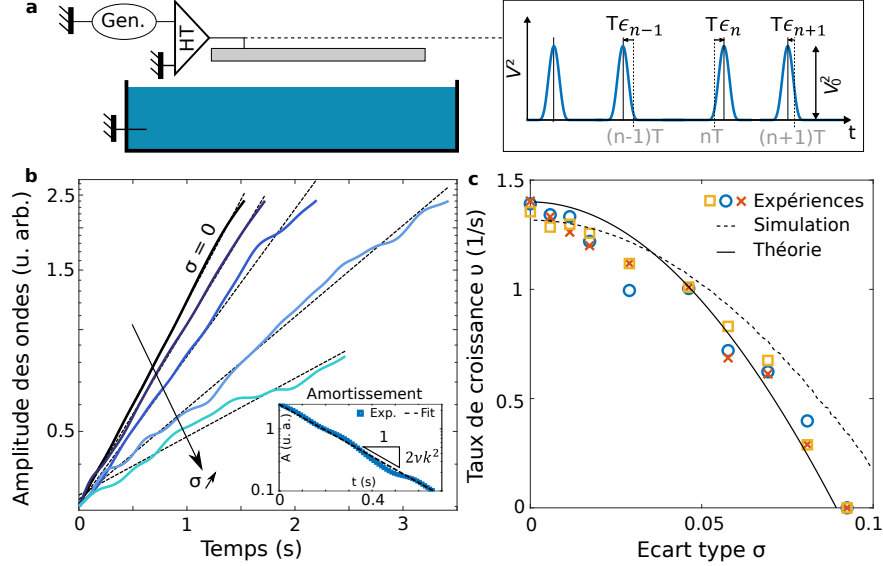 a
Gen.
HT
V²
Tϵₙ₋₁
Tϵₙ
Tϵₙ₊₁
V₀²
(n-1)T
nT
(n+1)T
t
b
Amplitude des ondes (u. arb.)
2.5
1.5
0.5
σ = 0
σ
0
1
2
3
Temps (s)
Amortissement
Exp.
Fit
A (u. a.)
1
0.1
1
2νk²
0
t (s)
0.4
c
Taux de croissance υ (1/s)
1.5
1
0.5
0
Expériences
Simulation
Théorie
0
0.05
0.1
Ecart type σ